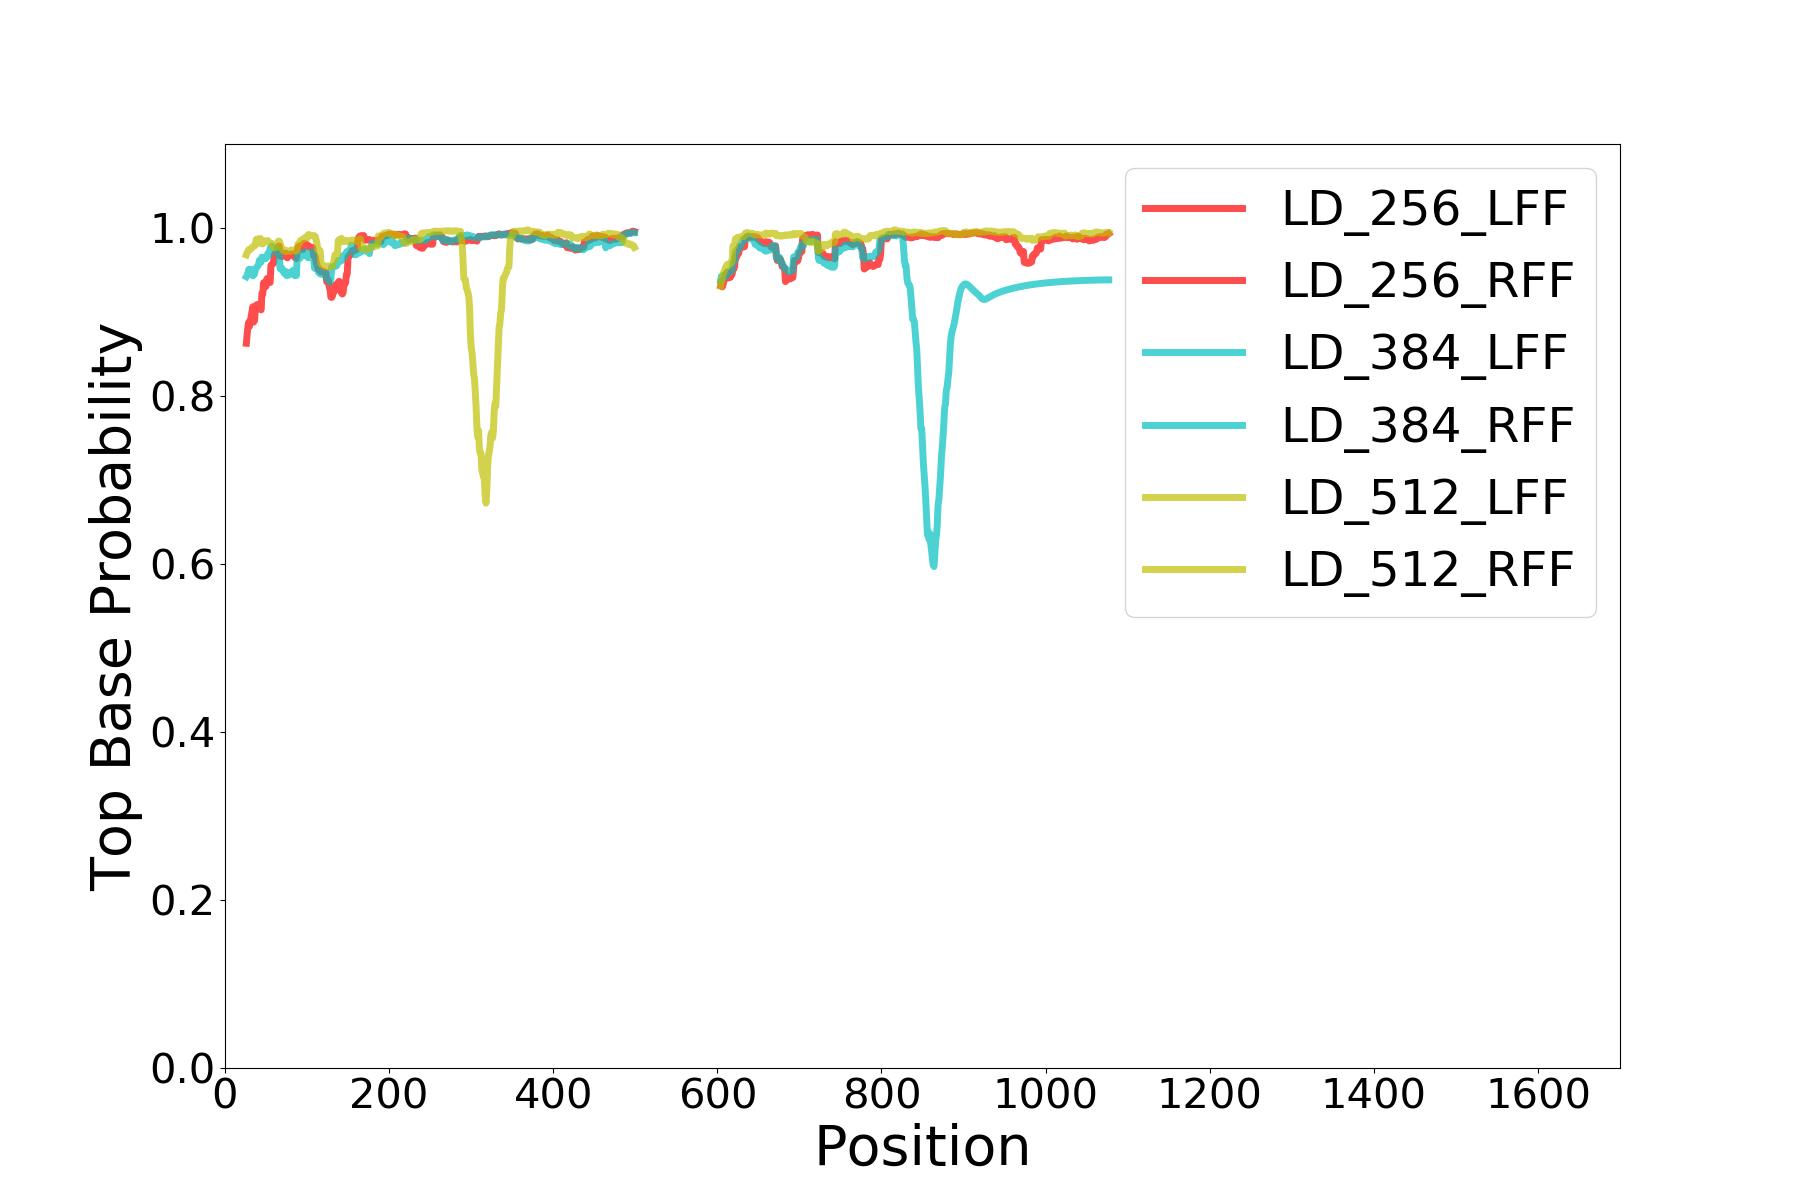 LD_256_LFF
LD_256_RFF
LD_384_LFF
LD_384_RFF
LD_512_LFF
LD_512_RFF
1.0
0.8
0.6
0.4
0.2
0.0
Top Base Probability
0 200 400 600 800 1000 1200 1400 1600
Position